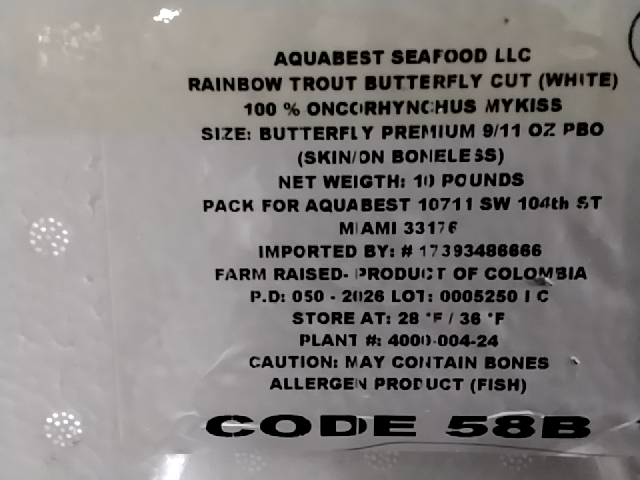 AQUABEST SEAFOOD LLC
RAINBOW TROUT BUTTERFLY CUT (WHITE)
100 % ONCORHYNCHUS MYKISS
SIZE: BUTTERFLY PREMIUM 9/11 OZ PBO
(SKIN/ON BONELESS)
NET WEIGTH: 10 POUNDS
PACK FOR AQUABEST 10711 SW 104th ST
MIAMI 33176
IMPORTED BY: # 17393486666
FARM RAISED- PRODUCT OF COLOMBIA
P.D: 050 - 2026 LOT: 0005250 I C
STORE AT: 28 °F / 36 °F
PLANT #: 4000-004-24
CAUTION: MAY CONTAIN BONES
ALLERGEN PRODUCT (FISH)
CODE 58B